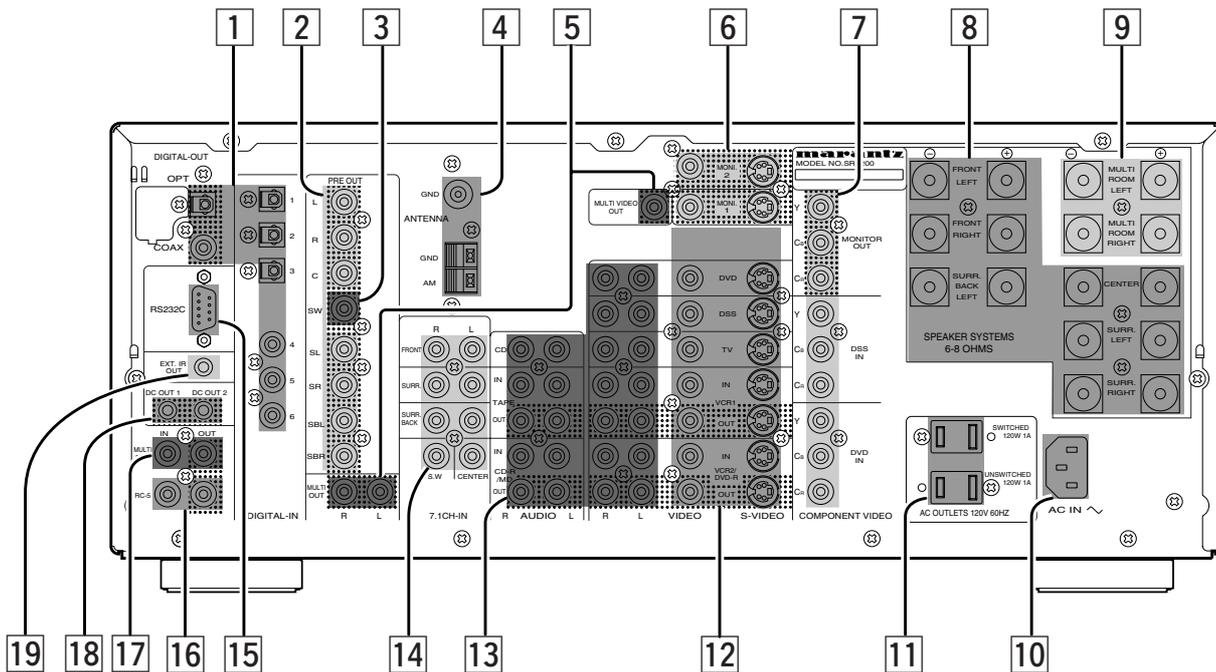 1 2 3 4 5 6 7 8 9
DIGITAL-OUT
OPT
COAX
1
2
3
4
5
6
DIGITAL-IN
RS232C
EXT. IR
OUT
DC OUT 1 DC OUT 2
IN OUT
MULTI
RC-5
PRE OUT
L
R
C
SW
SL
SR
SBL
SBR
MULTI
OUT
R L
GND
ANTENNA
GND
AM
R L
FRONT
SURR.
SURR.
BACK
S.W CENTER
7.1CH-IN
CD
IN
TAPE
OUT
IN
CD-R
/MD
OUT
R AUDIO L
MULTI VIDEO
OUT
MONI.
2
MONI.
1
DVD
DSS
TV
IN
VCR1
OUT
IN
VCR2/
DVD-R
OUT
R L VIDEO S-VIDEO
marantz
MODEL NO.SR
Y
CB
MONITOR
OUT
Y
CB
DSS
IN
CR
Y
CB
DVD
IN
CR
COMPONENT VIDEO
− + − +
FRONT
LEFT
MULTI
ROOM
LEFT
FRONT
RIGHT
MULTI
ROOM
RIGHT
SURR.
BACK
LEFT
CENTER
SURR.
LEFT
SURR.
RIGHT
SPEAKER SYSTEMS
6-8 OHMS
SWITCHED
120W 1A
UNSWITCHED
120W 1A
AC OUTLETS 120V 60HZ
AC IN ~
19 18 17 16 15 14 13 12 11 10